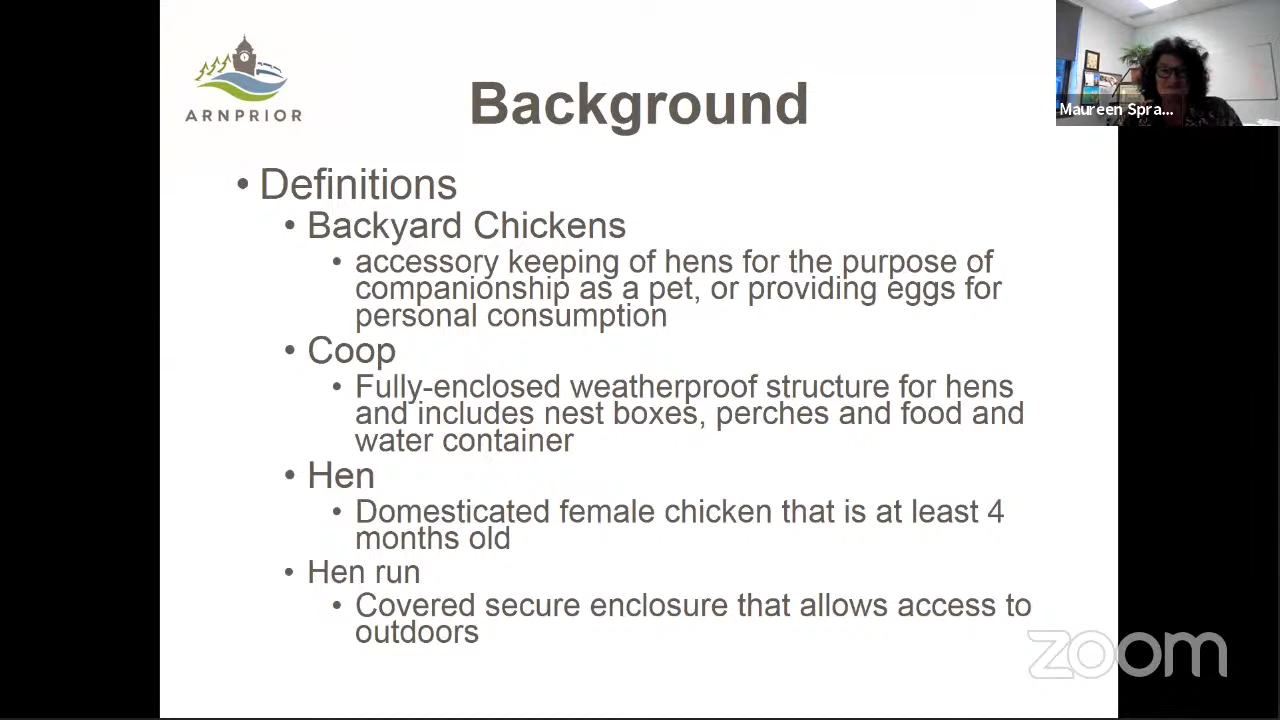 ARNPRIOR
Background
Maureen Spra...
• Definitions
• Backyard Chickens
• accessory keeping of hens for the purpose of
companionship as a pet, or providing eggs for
personal consumption
• Coop
• Fully-enclosed weatherproof structure for hens
and includes nest boxes, perches and food and
water container
• Hen
• Domesticated female chicken that is at least 4
months old
• Hen run
• Covered secure enclosure that allows access to
outdoors
zoom